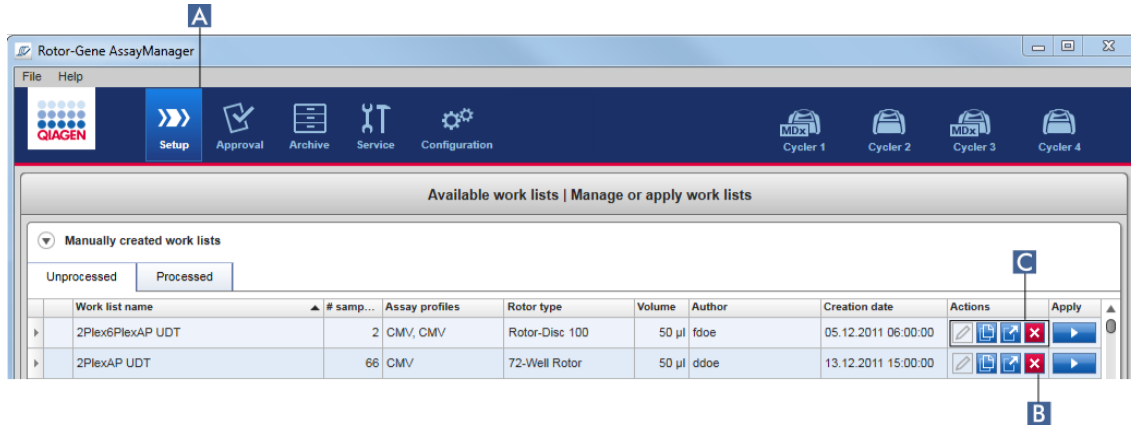 A
Rotor-Gene AssayManager
File Help
QIAGEN
Setup Approval Archive Service Configuration MDx Cycler 1 Cycler 2 MDx Cycler 3 Cycler 4
Available work lists | Manage or apply work lists
Manually created work lists
C
Unprocessed Processed
Work list name # samp... Assay profiles Rotor type Volume Author Creation date Actions Apply
2Plex6PlexAP UDT 2 CMV, CMV Rotor-Disc 100 50 µl fdoe 05.12.2011 06:00:00
2PlexAP UDT 66 CMV 72-Well Rotor 50 µl ddoe 13.12.2011 15:00:00
B